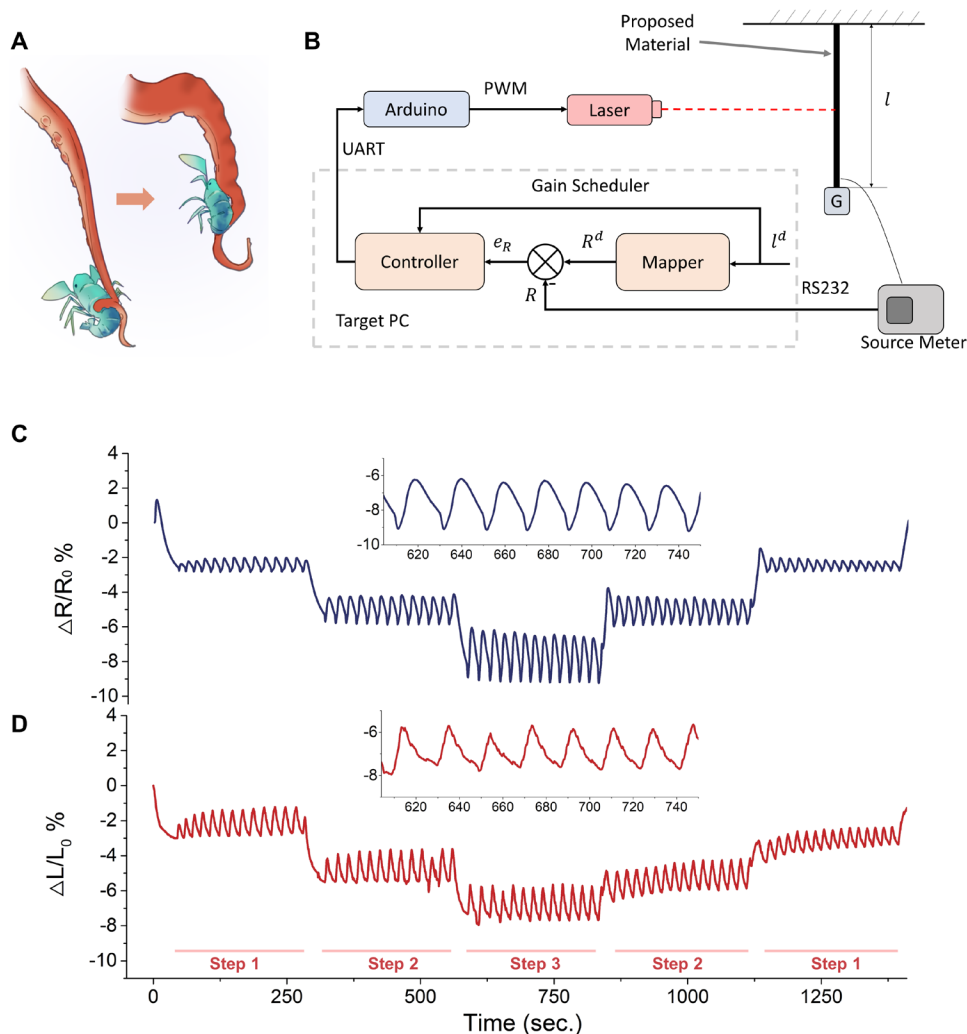 A
B
Proposed
Material
l
PWM
Arduino
Laser
UART
G
Gain Scheduler
e_R
R^d
l^d
Controller
Mapper
R
-
RS232
Target PC
Source Meter
C
4
2
0
-2
-4
-6
-8
-10
ΔR/R₀ %
-6
-8
-10
620 640 660 680 700 720 740
D
4
2
0
-2
-4
-6
-8
-10
ΔL/L₀ %
-6
-8
620 640 660 680 700 720 740
Step 1 Step 2 Step 3 Step 2 Step 1
0 250 500 750 1000 1250
Time (sec.)